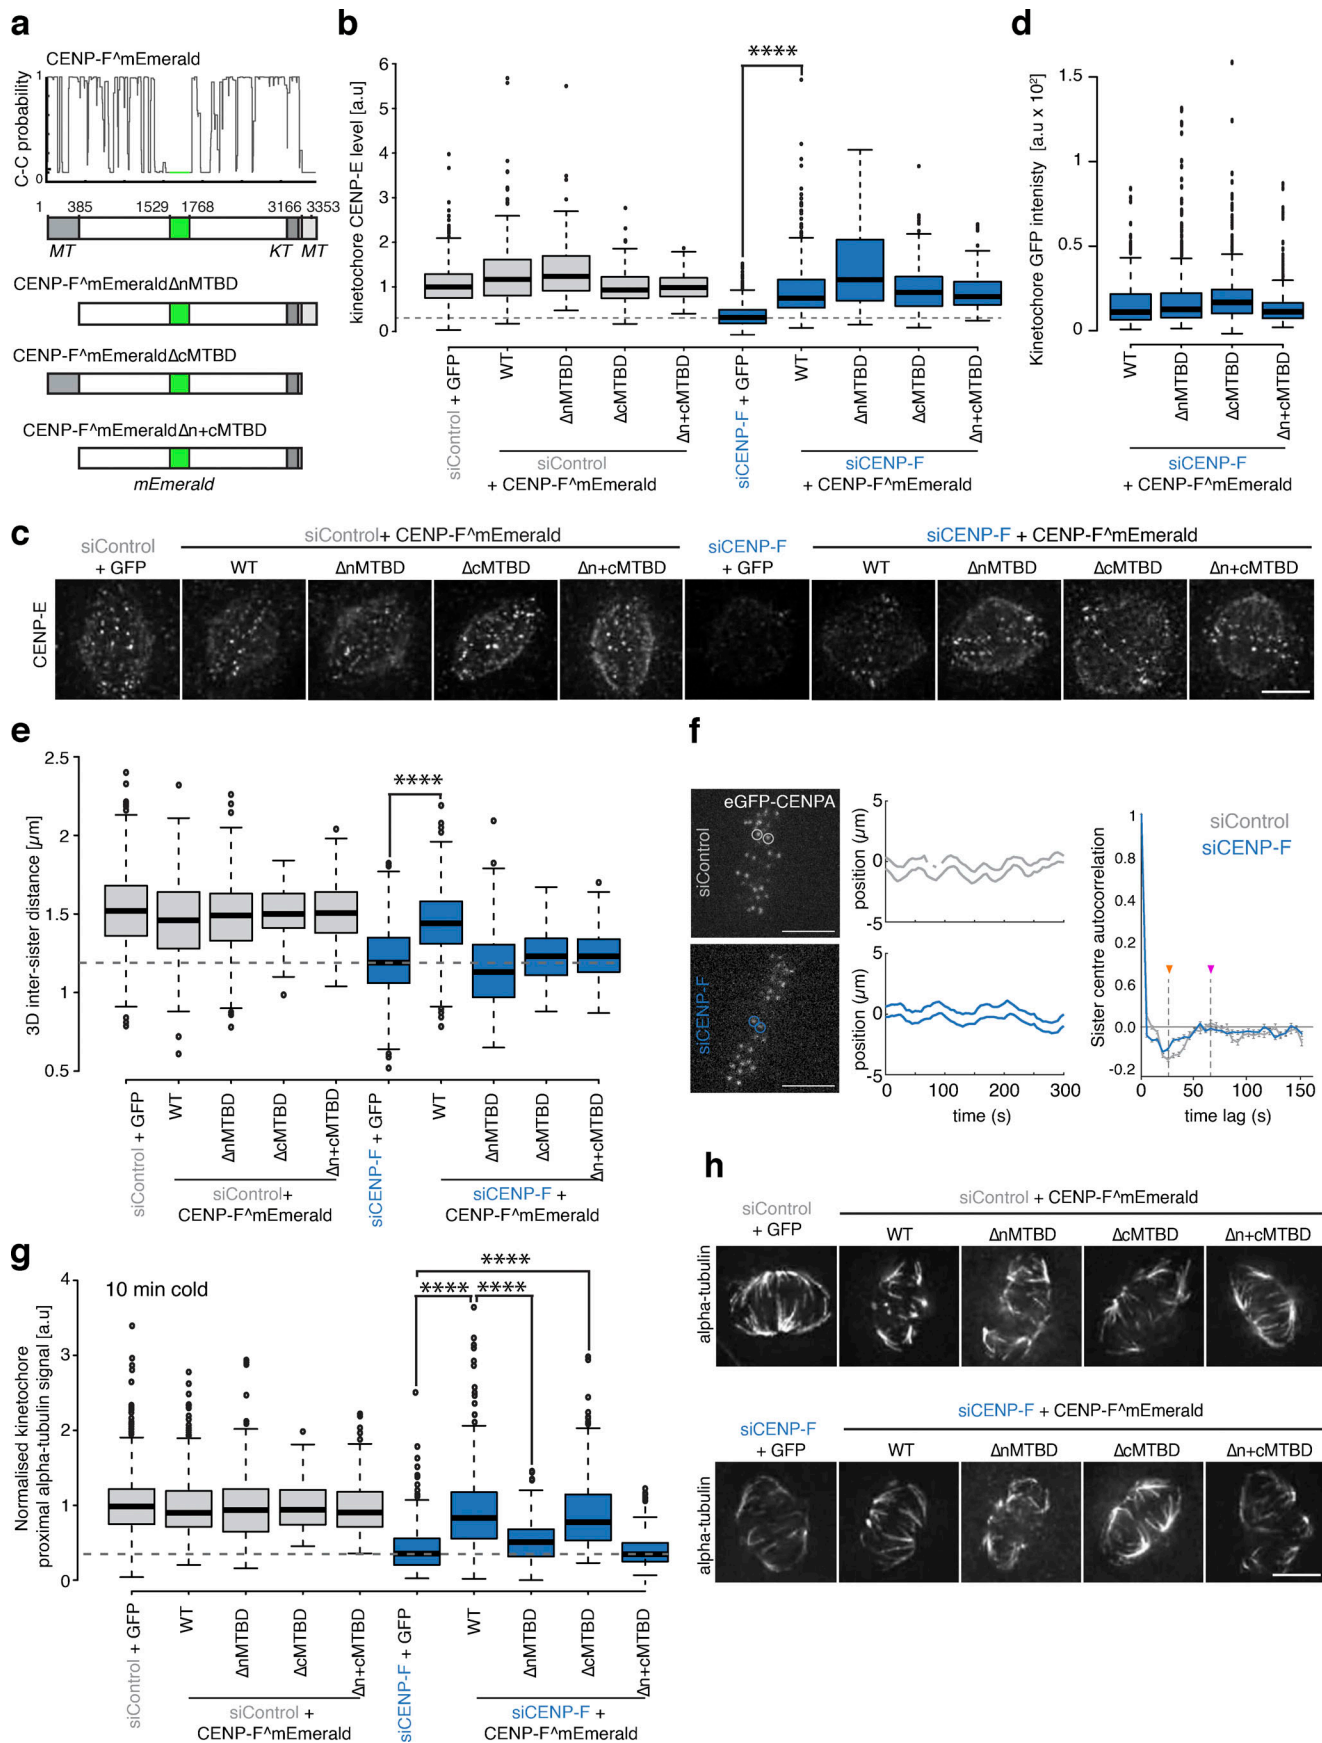 a
CENP-F^mEmerald
C-C probability
1
0
1 385 1529 1768 3166 3353
MT KT MT
CENP-F^mEmeraldΔnMTBD
CENP-F^mEmeraldΔcMTBD
CENP-F^mEmeraldΔn+cMTBD
mEmerald
b
kinetochore CENP-E level [a.u]
6
5
4
3
2
1
0
****
siControl + GFP
WT
ΔnMTBD
ΔcMTBD
Δn+cMTBD
siCENP-F + GFP
WT
ΔnMTBD
ΔcMTBD
Δn+cMTBD
siControl
+ CENP-F^mEmerald
siCENP-F
+ CENP-F^mEmerald
d
Kinetochore GFP intenisty [a.u x 10²]
1.5
1
0.5
0
WT
ΔnMTBD
ΔcMTBD
Δn+cMTBD
siCENP-F
+ CENP-F^mEmerald
c
siControl
+ GFP
siControl+ CENP-F^mEmerald
WT ΔnMTBD ΔcMTBD Δn+cMTBD
siCENP-F
+ GFP
siCENP-F + CENP-F^mEmerald
WT ΔnMTBD ΔcMTBD Δn+cMTBD
CENP-E
e
3D inter-sister distance [µm]
2.5
2
1.5
1
0.5
****
siControl + GFP
WT
ΔnMTBD
ΔcMTBD
Δn+cMTBD
siCENP-F + GFP
WT
ΔnMTBD
ΔcMTBD
Δn+cMTBD
siControl+
CENP-F^mEmerald
siCENP-F +
CENP-F^mEmerald
f
eGFP-CENPA
siControl
siCENP-F
position (µm)
5
0
-5
position (µm)
5
0
-5
0 100 200 300
time (s)
Sister centre autocorrelation
1
0.8
0.4
0.2
0.6
0.0
-0.2
siControl
siCENP-F
0 50 100 150
time lag (s)
g
10 min cold
Normalised kinetochore
proximal alpha-tubulin signal [a.u]
4
3
2
1
0
****
**** ****
siControl + GFP
WT
ΔnMTBD
ΔcMTBD
Δn+cMTBD
siCENP-F + GFP
WT
ΔnMTBD
ΔcMTBD
Δn+cMTBD
siControl +
CENP-F^mEmerald
siCENP-F +
CENP-F^mEmerald
h
siControl
+ GFP
siControl + CENP-F^mEmerald
WT ΔnMTBD ΔcMTBD Δn+cMTBD
alpha-tubulin
siCENP-F
+ GFP
siCENP-F + CENP-F^mEmerald
WT ΔnMTBD ΔcMTBD Δn+cMTBD
alpha-tubulin